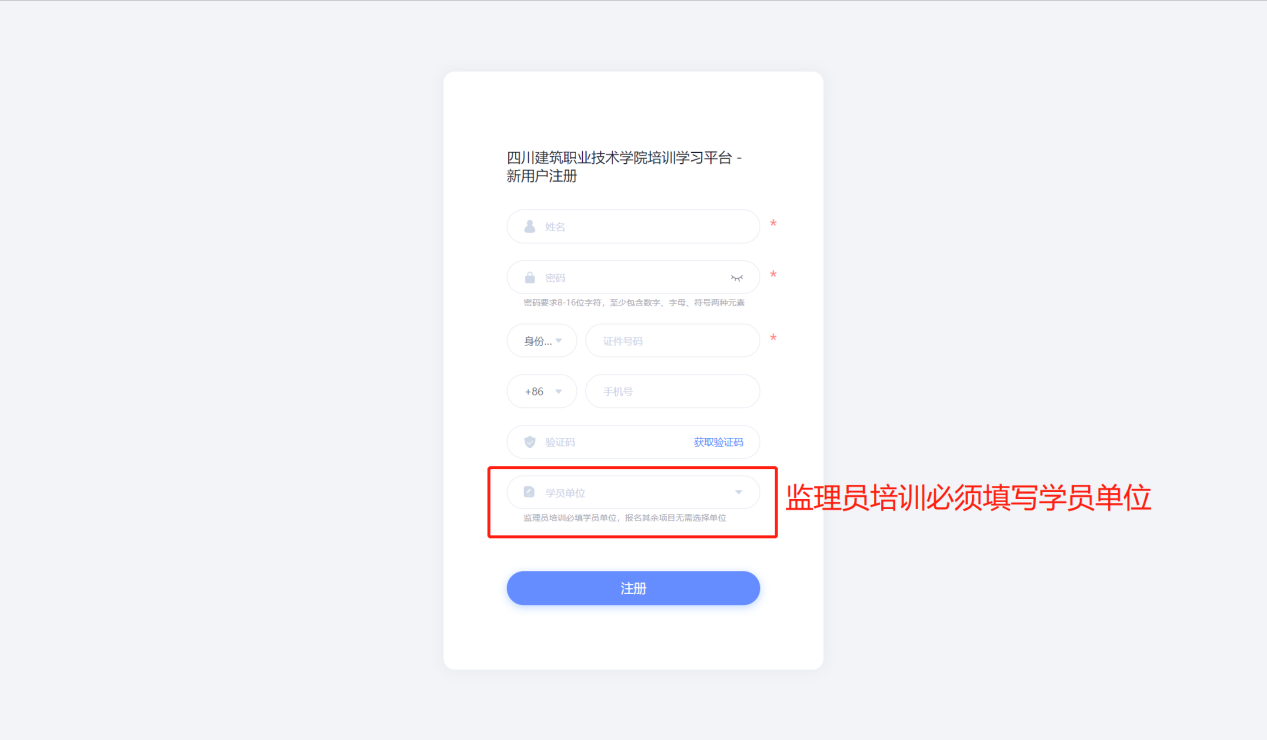 四川建筑职业技术学院培训学习平台 -
新用户注册
姓名 *
密码 *
密码要求8-16位字符，至少包含数字、字母、符号两种元素
身份... 证件号码 *
+86 手机号
验证码 获取验证码
学员单位
监理员培训必填学员单位，报名其余项目无需选择单位
监理员培训必须填写学员单位
注册